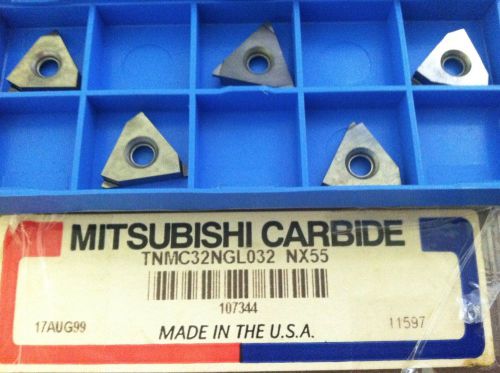 MITSUBISHI CARBIDE
TNMC32NGL032 NX55
107344
17AUG99 MADE IN THE U.S.A. 11597